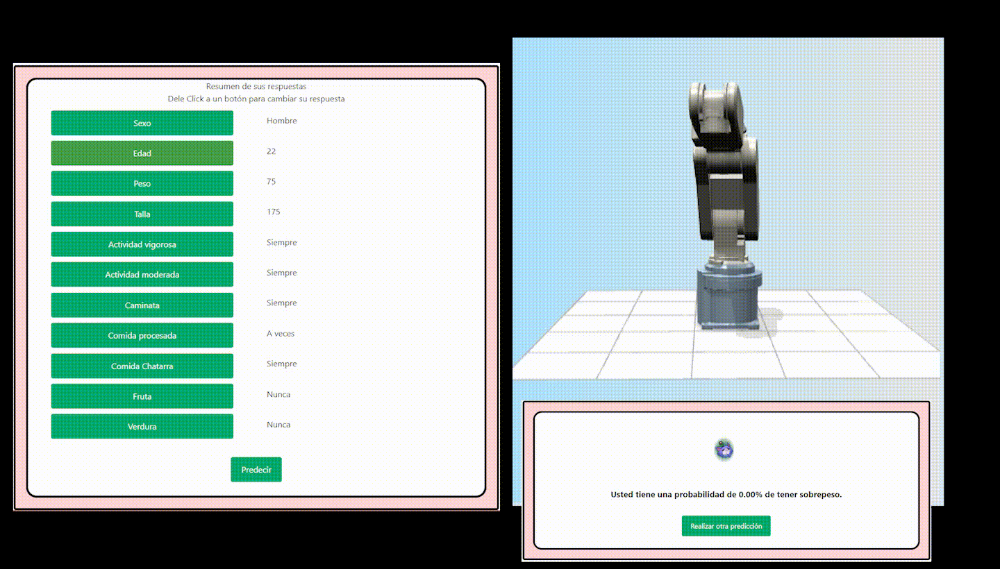 Resumen de sus respuestas
Dele Click a un botón para cambiar su respuesta
Sexo Hombre
Edad 22
Peso 75
Talla 175
Actividad vigorosa Siempre
Actividad moderada Siempre
Caminata Siempre
Comida procesada A veces
Comida Chatarra Siempre
Fruta Nunca
Verdura Nunca
Predecir
Usted tiene una probabilidad de 0.00% de tener sobrepeso.
Realizar otra predicción